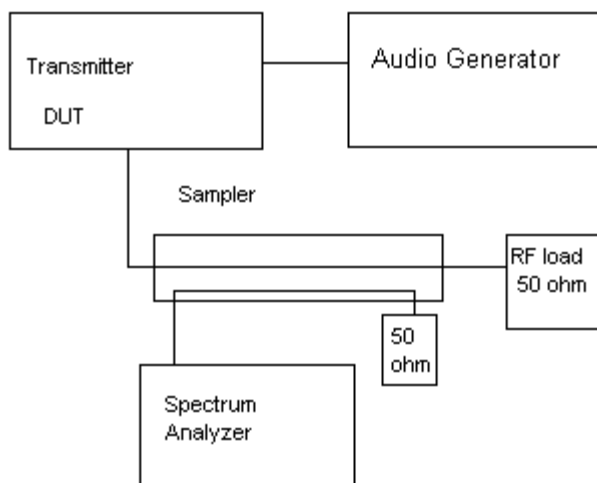 Transmitter
DUT
Audio Generator
Sampler
RF load
50 ohm
50
ohm
Spectrum
Analyzer